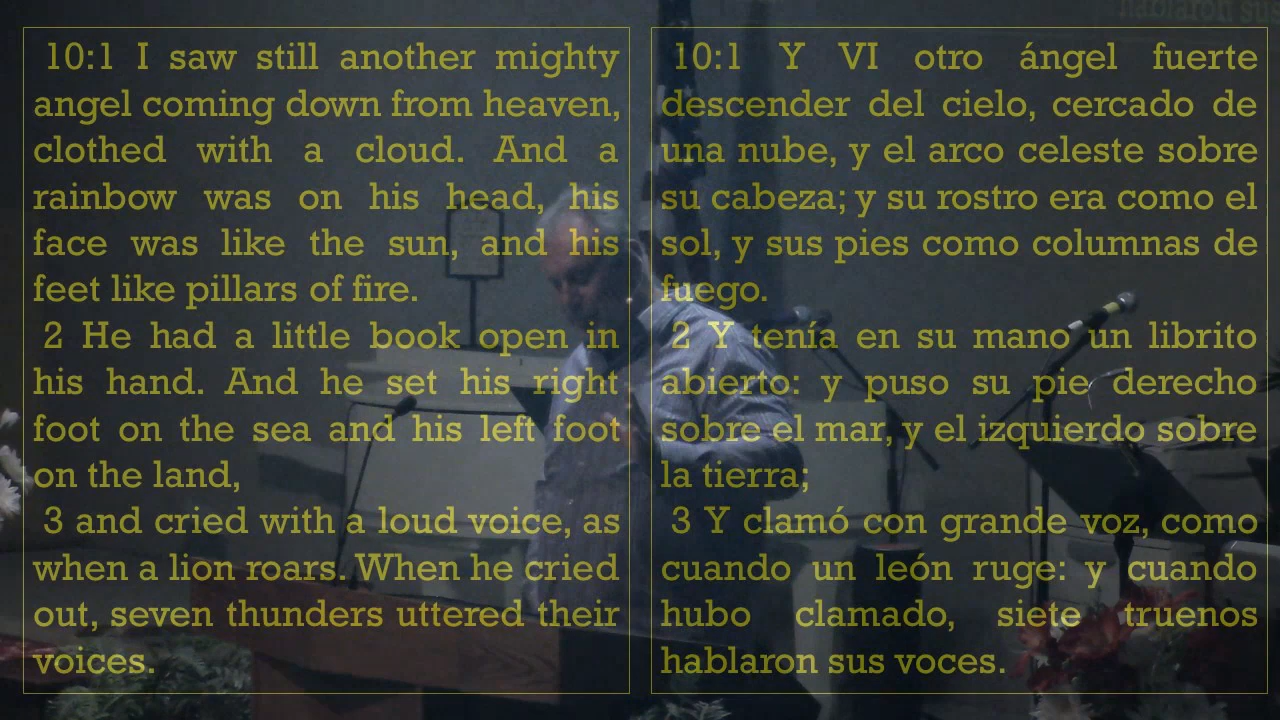 hablaron sus
10:1 I saw still another mighty
angel coming down from heaven,
clothed with a cloud. And a
rainbow was on his head, his
face was like the sun, and his
feet like pillars of fire.
2 He had a little book open in
his hand. And he set his right
foot on the sea and his left foot
on the land,
3 and cried with a loud voice, as
when a lion roars. When he cried
out, seven thunders uttered their
voices.
10:1 Y VI otro ángel fuerte
descender del cielo, cercado de
una nube, y el arco celeste sobre
su cabeza; y su rostro era como el
sol, y sus pies como columnas de
fuego.
2 Y tenía en su mano un librito
abierto: y puso su pie derecho
sobre el mar, y el izquierdo sobre
la tierra;
3 Y clamó con grande voz, como
cuando un león ruge: y cuando
hubo clamado, siete truenos
hablaron sus voces.